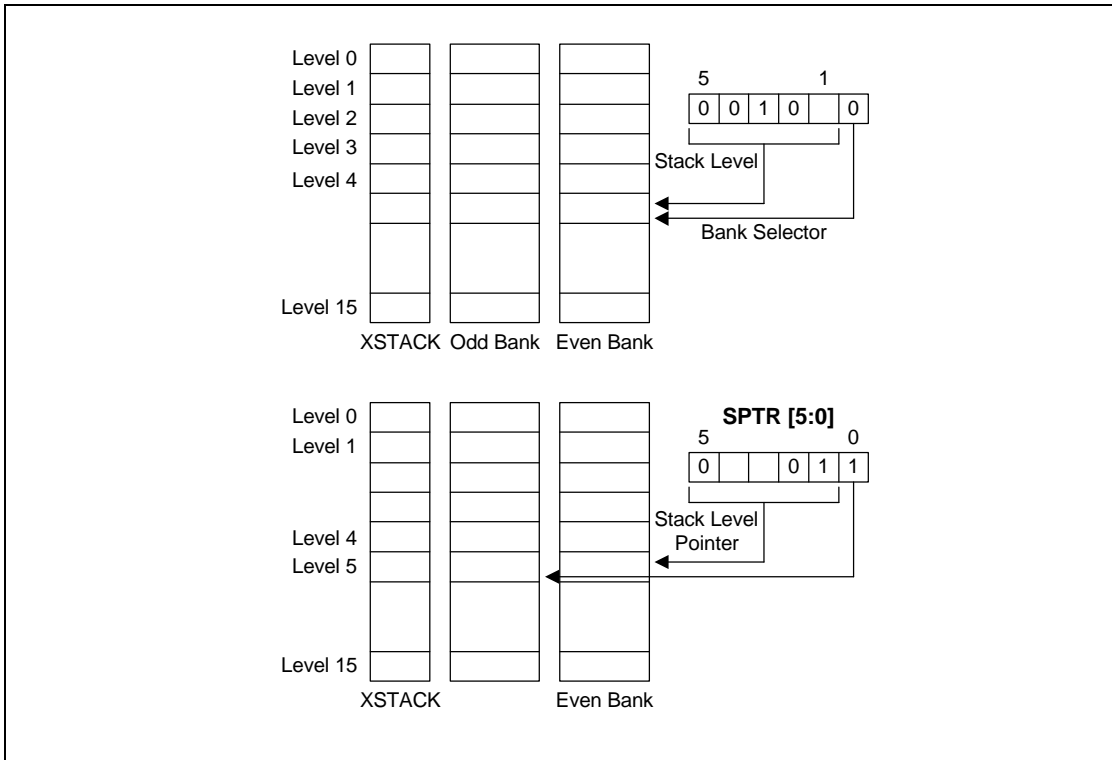 Level 0
Level 1
Level 2
Level 3
Level 4
Level 15
XSTACK Odd Bank Even Bank
5 1
0 0 1 0 0
Stack Level
Bank Selector
Level 0
Level 1
Level 4
Level 5
Level 15
XSTACK Even Bank
SPTR [5:0]
5 0
0 0 1 1
Stack Level
Pointer